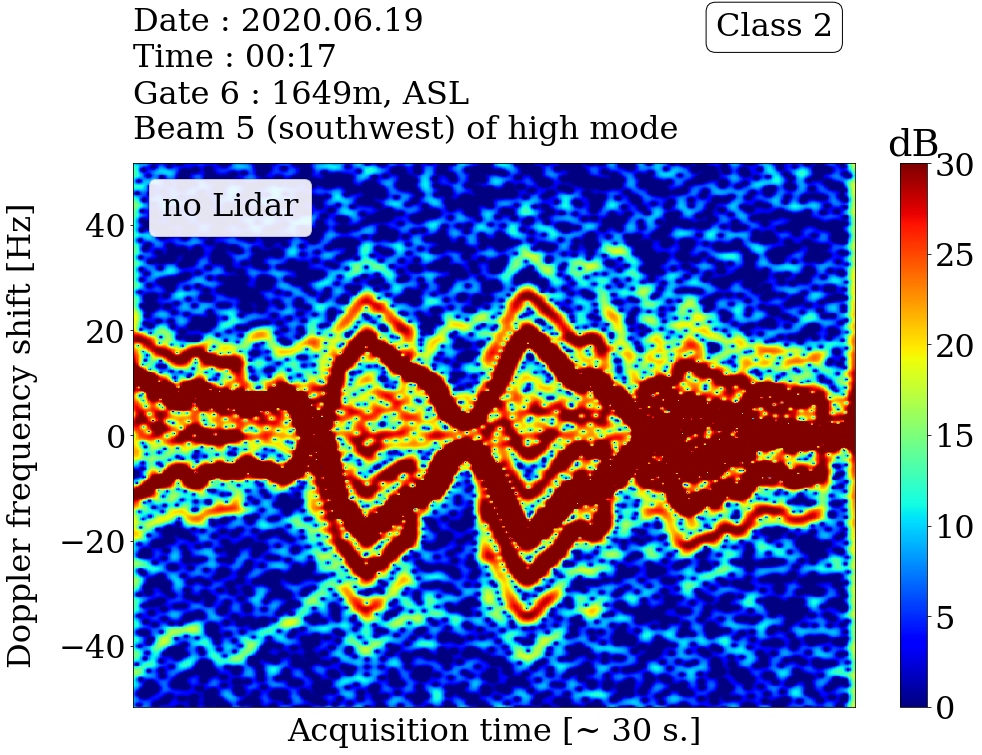 Date : 2020.06.19
Time : 00:17
Gate 6 : 1649m, ASL
Beam 5 (southwest) of high mode
Class 2
no Lidar
dB
30
25
20
15
10
5
0
Doppler frequency shift [Hz]
40
20
0
−20
−40
Acquisition time [~ 30 s.]